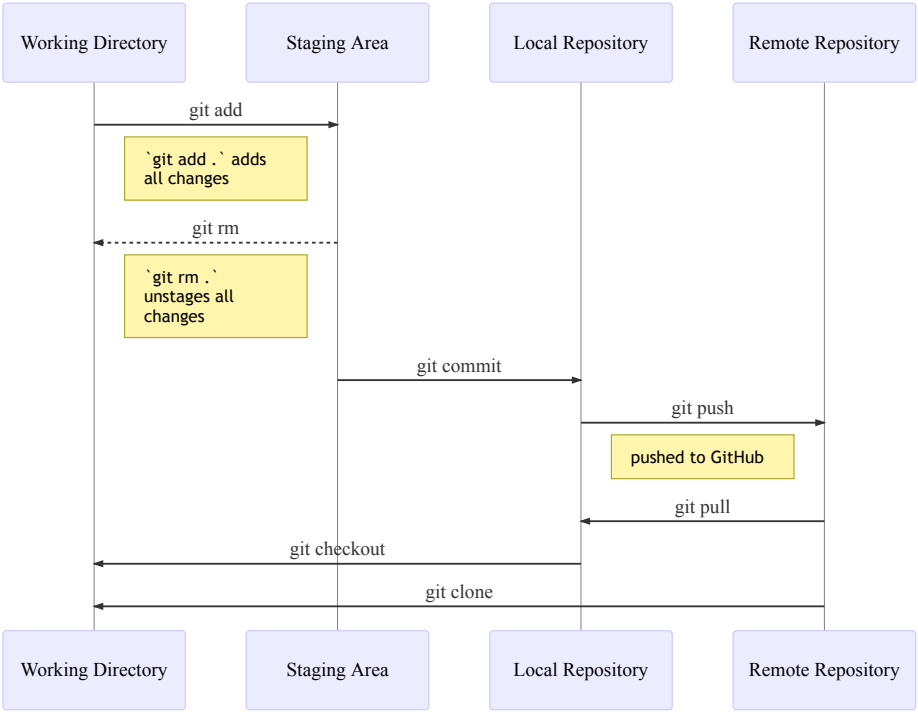 Working Directory
Staging Area
Local Repository
Remote Repository
git add
`git add .` adds
all changes
git rm
`git rm .`
unstages all
changes
git commit
git push
pushed to GitHub
git pull
git checkout
git clone
Working Directory
Staging Area
Local Repository
Remote Repository